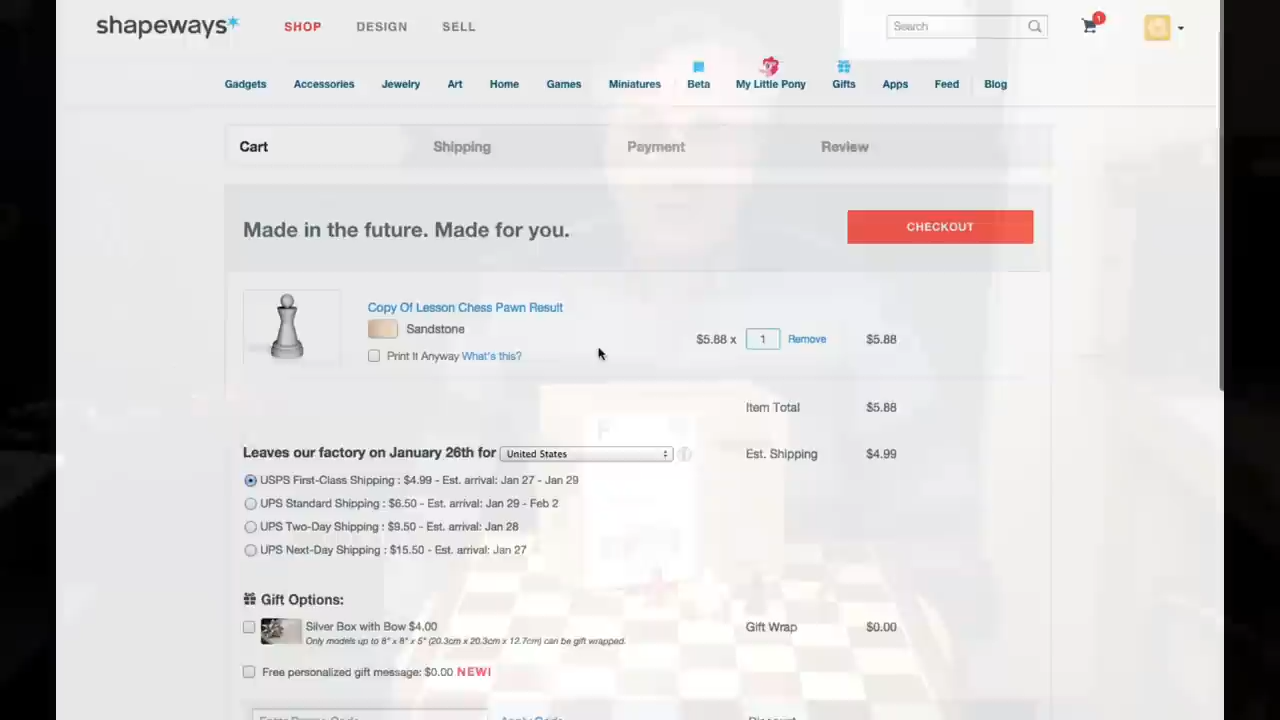 shapeways SHOP DESIGN SELL Search 1
Gadgets Accessories Jewelry Art Home Games Miniatures Beta My Little Pony Gifts Apps Feed Blog
Cart Shipping Payment Review
Made in the future. Made for you. CHECKOUT
Copy Of Lesson Chess Pawn Result
Sandstone
$5.88 x 1 Remove $5.88
Print It Anyway What's this?
Item Total $5.88
Leaves our factory on January 26th for United States
Est. Shipping $4.99
USPS First-Class Shipping : $4.99 - Est. arrival: Jan 27 - Jan 29
UPS Standard Shipping : $6.50 - Est. arrival: Jan 29 - Feb 2
UPS Two-Day Shipping : $9.50 - Est. arrival: Jan 28
UPS Next-Day Shipping : $15.50 - Est. arrival: Jan 27
Gift Options:
Silver Box with Bow $4.00
Only models up to 8" x 8" x 5" (20.3cm x 20.3cm x 12.7cm) can be gift wrapped.
Gift Wrap $0.00
Free personalized gift message: $0.00 NEW!